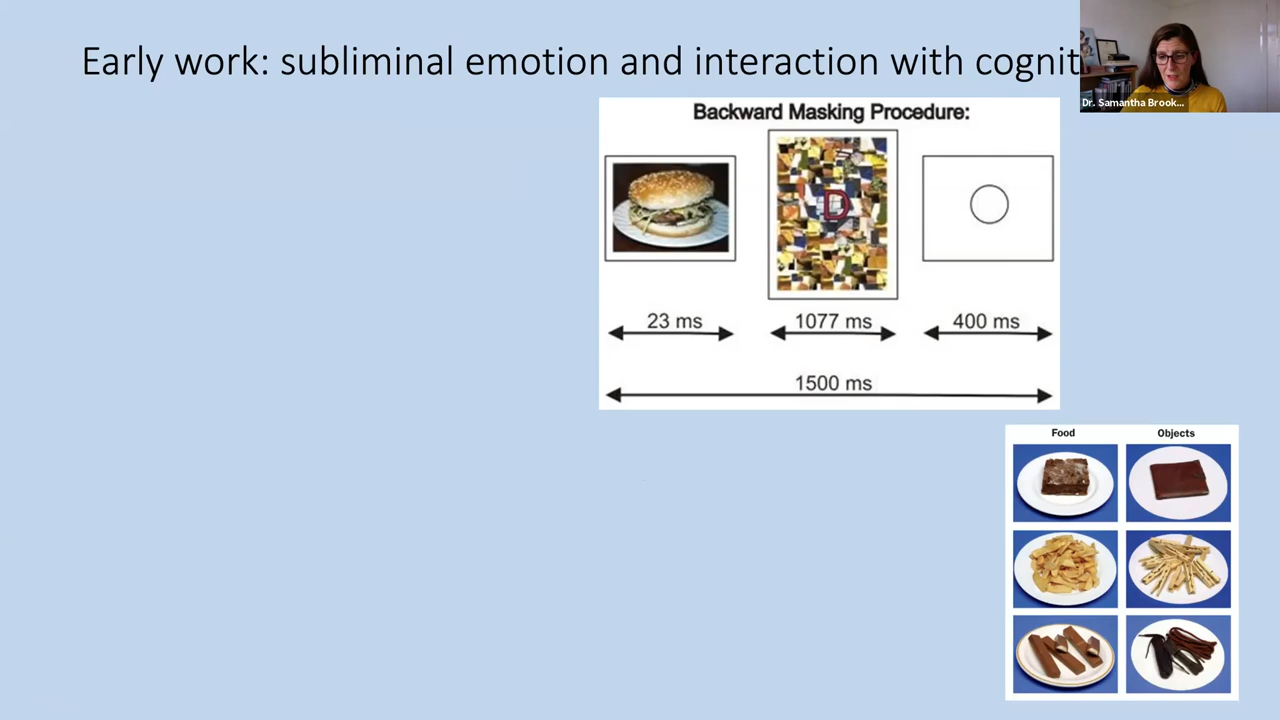 Early work: subliminal emotion and interaction with cognit
Dr. Samantha Brook...
Backward Masking Procedure:
D
23 ms
1077 ms
400 ms
1500 ms
Food
Objects